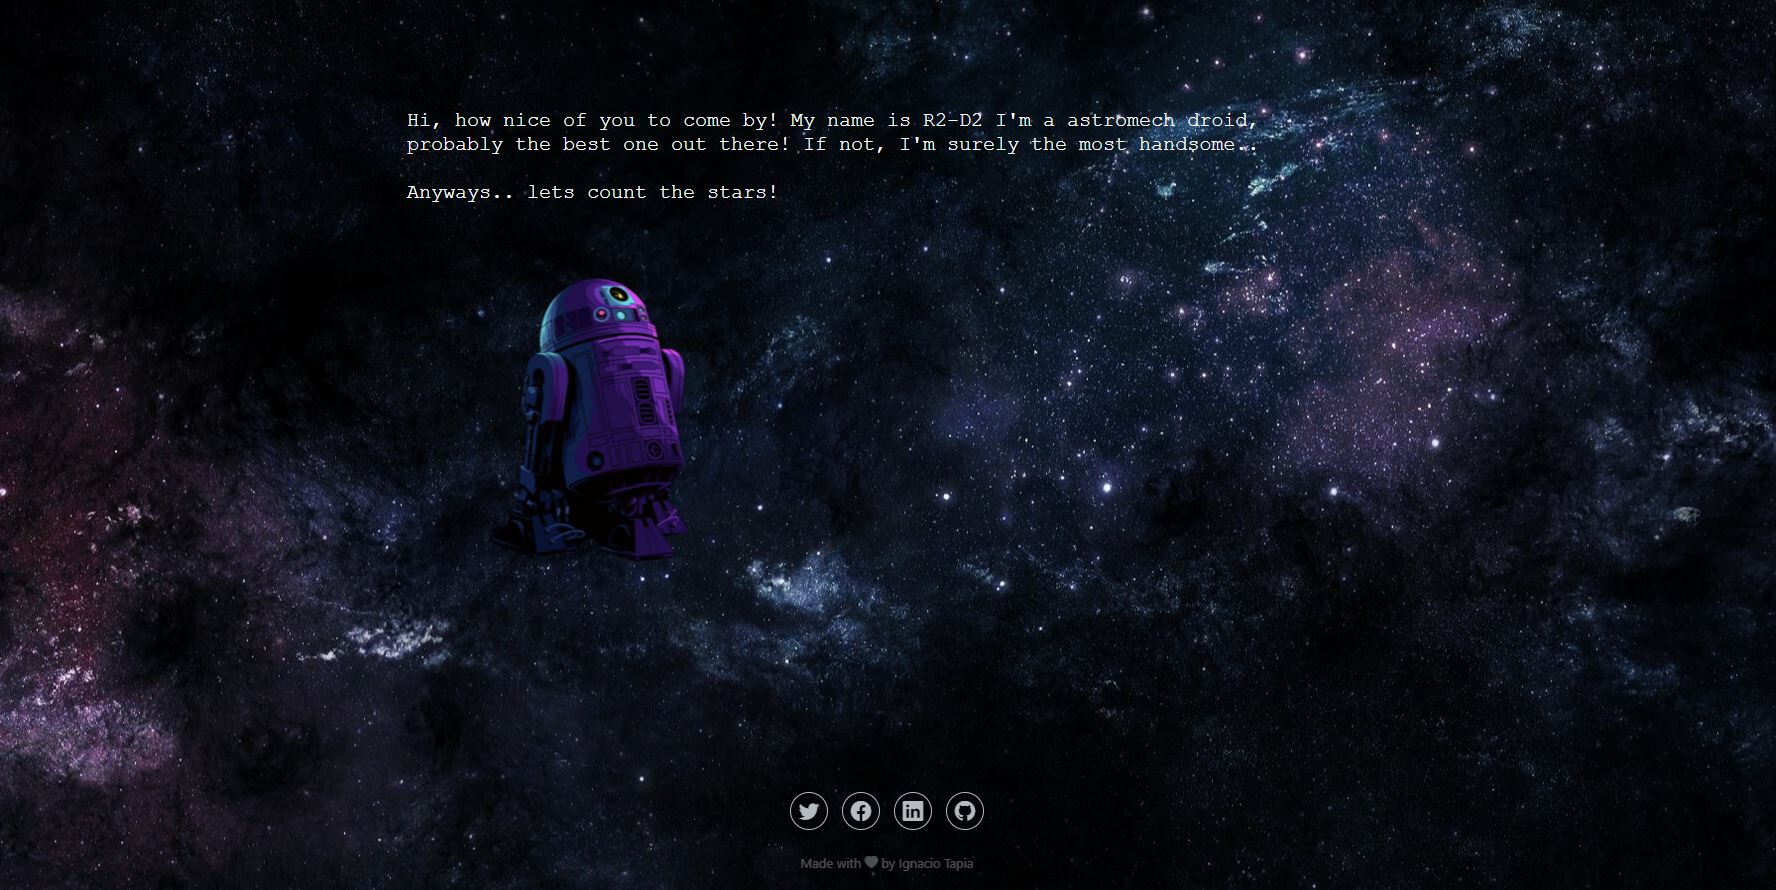 Hi, how nice of you to come by! My name is R2-D2 I'm a astromech droid,
probably the best one out there! If not, I'm surely the most handsome..
Anyways.. lets count the stars!
Made with 🖤 by Ignacio Tapia